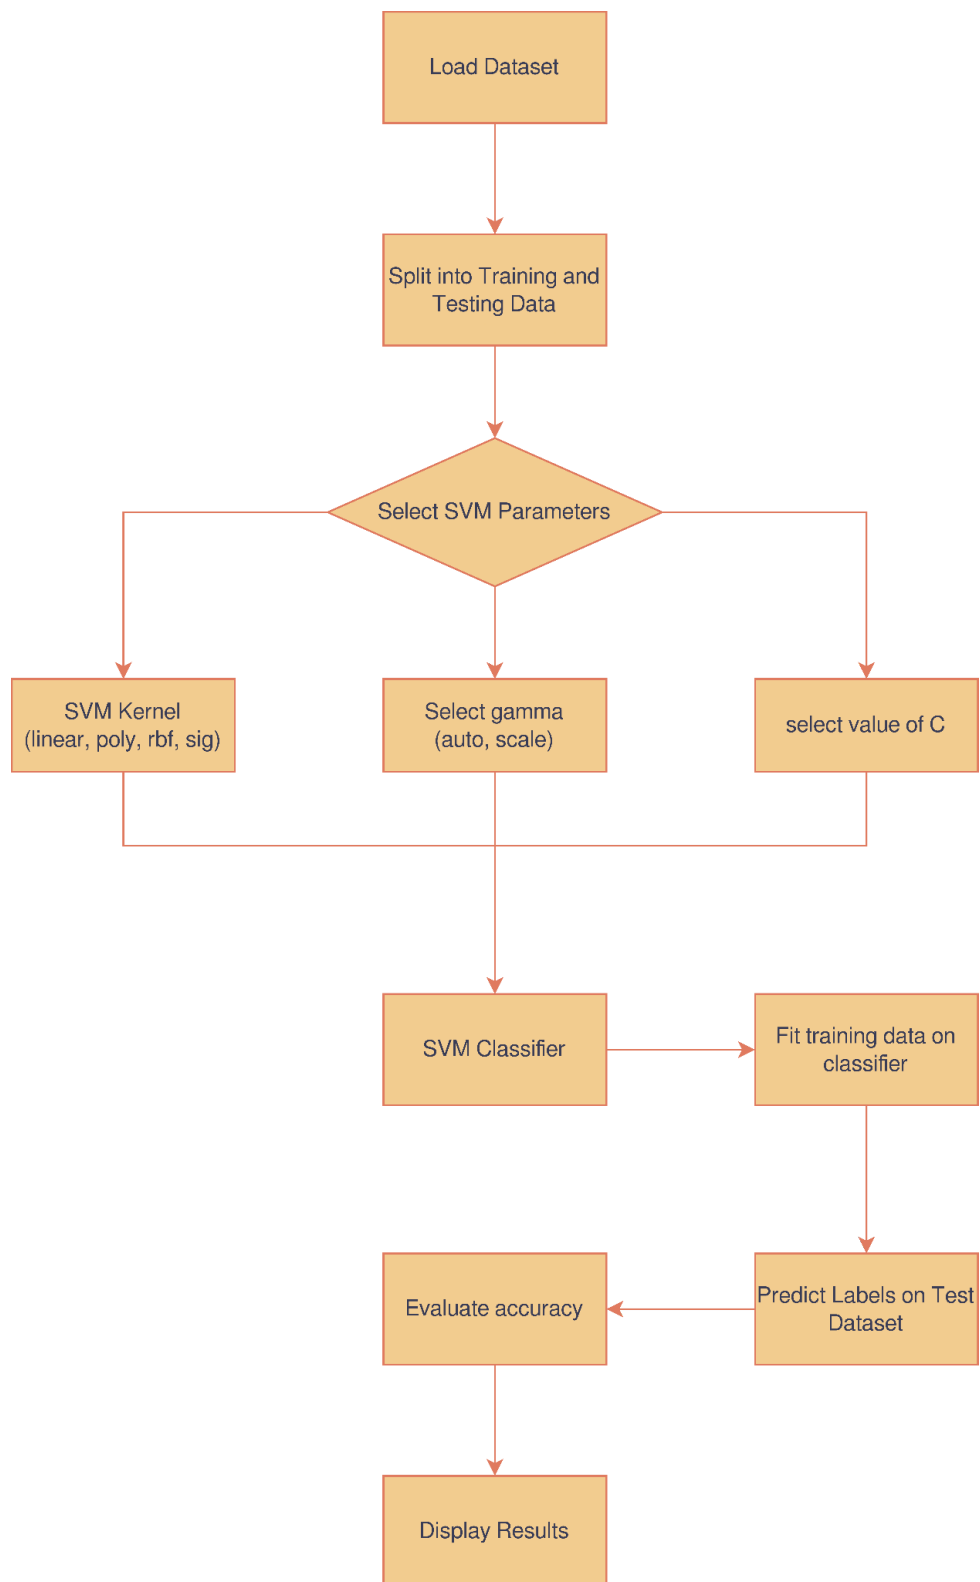 Load Dataset
Split into Training and
Testing Data
Select SVM Parameters
SVM Kernel
(linear, poly, rbf, sig)
Select gamma
(auto, scale)
select value of C
SVM Classifier
Fit training data on
classifier
Predict Labels on Test
Dataset
Evaluate accuracy
Display Results